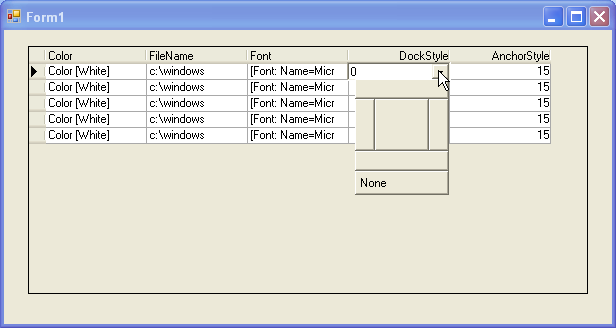 Form1
Color FileName Font DockStyle AnchorStyle
Color [White] c:\windows [Font: Name=Micr 0 15
Color [White] c:\windows [Font: Name=Micr 15
Color [White] c:\windows [Font: Name=Micr 15
Color [White] c:\windows [Font: Name=Micr 15
Color [White] c:\windows [Font: Name=Micr 15
None